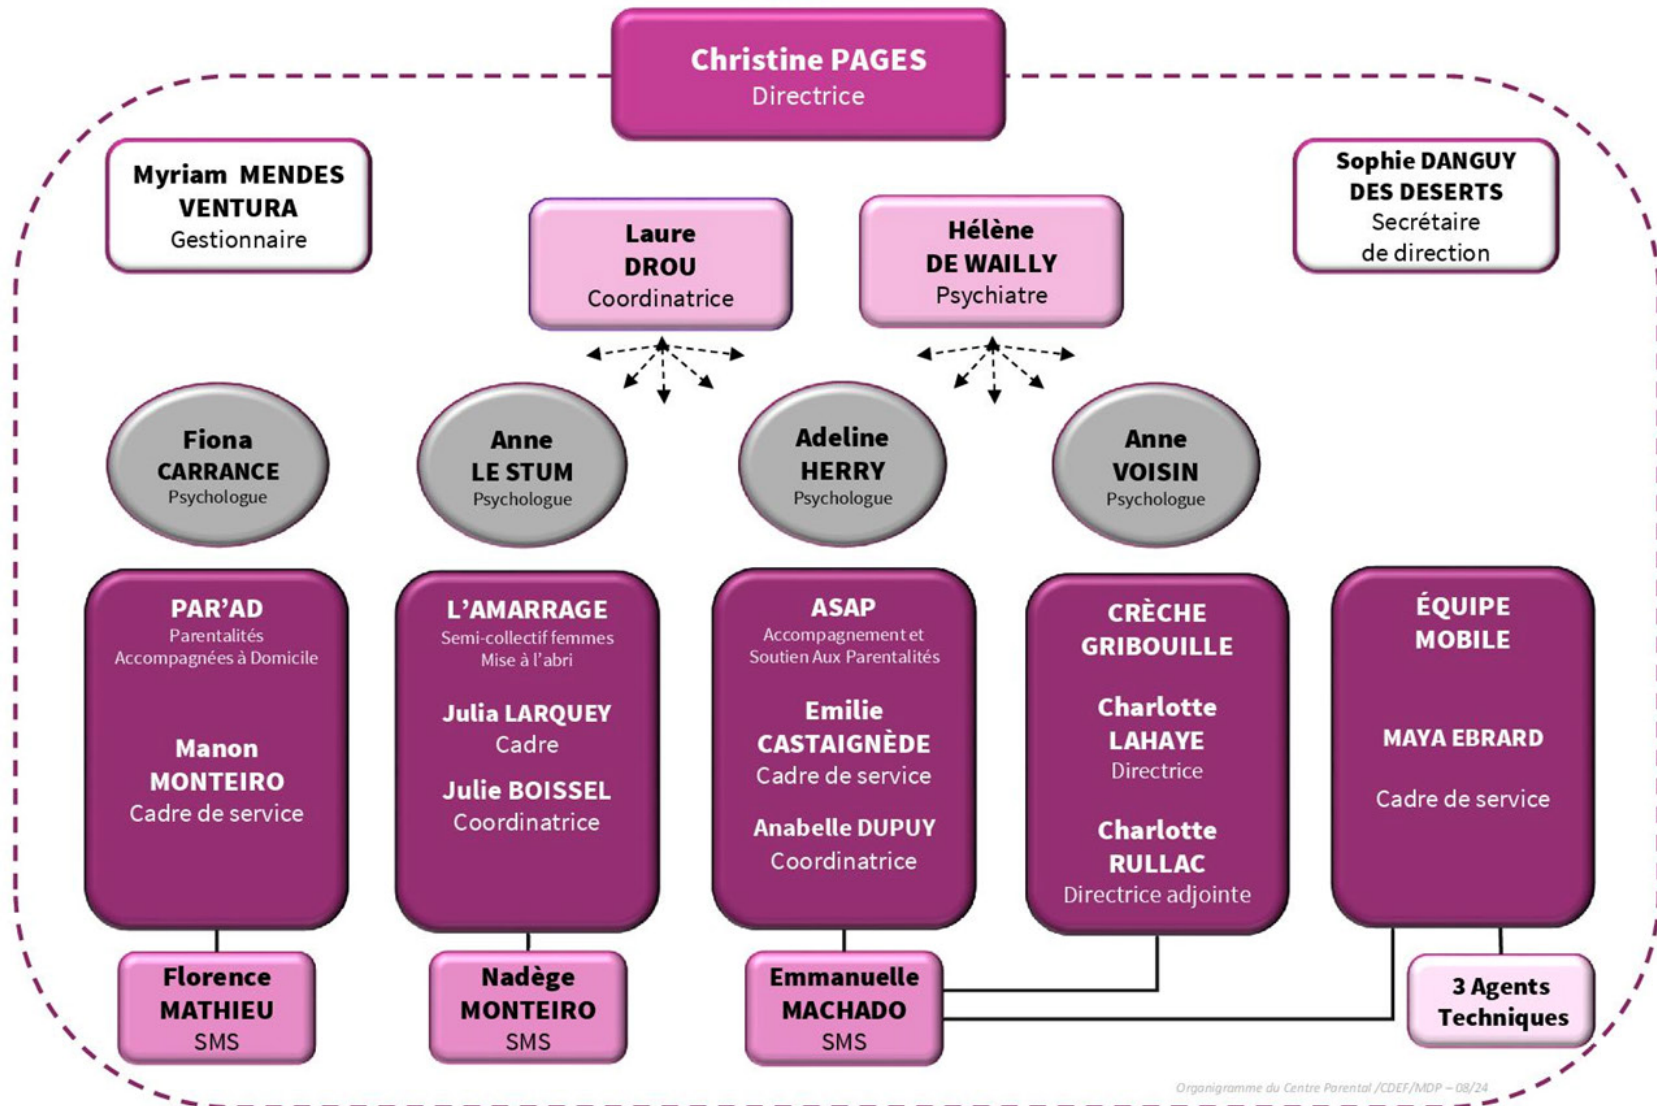 Christine PAGES
Directrice
Myriam MENDES
VENTURA
Gestionnaire
Sophie DANGUY
DES DESERTS
Secrétaire
de direction
Laure
DROU
Coordinatrice
Hélène
DE WAILLY
Psychiatre
Fiona
CARRANCE
Psychologue
Anne
LE STUM
Psychologue
Adeline
HERRY
Psychologue
Anne
VOISIN
Psychologue
PAR’AD
Parentalités
Accompagnées à Domicile
Manon
MONTEIRO
Cadre de service
L’AMARRAGE
Semi-collectif femmes
Mise à l’abri
Julia LARQUEY
Cadre
Julie BOISSEL
Coordinatrice
ASAP
Accompagnement et
Soutien Aux Parentalités
Emilie
CASTAIGNÈDE
Cadre de service
Anabelle DUPUY
Coordinatrice
CRÈCHE
GRIBOUILLE
Charlotte
LAHAYE
Directrice
Charlotte
RULLAC
Directrice adjointe
ÉQUIPE
MOBILE
MAYA EBRARD
Cadre de service
Florence
MATHIEU
SMS
Nadège
MONTEIRO
SMS
Emmanuelle
MACHADO
SMS
3 Agents
Techniques
Organigramme du Centre Parental /CDEF/MDP – 08/24